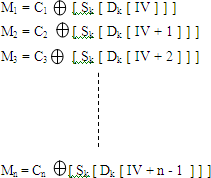 M₁ = C₁ ⊕ [ Sₖ [ Dₖ [ IV ] ] ]
M₂ = C₂ ⊕ [ Sₖ [ Dₖ [ IV + 1 ] ] ]
M₃ = C₃ ⊕ [ Sₖ [ Dₖ [ IV + 2 ] ] ]
Mₙ = Cₙ ⊕ [ Sₖ [ Dₖ [ IV + n - 1 ] ] ]